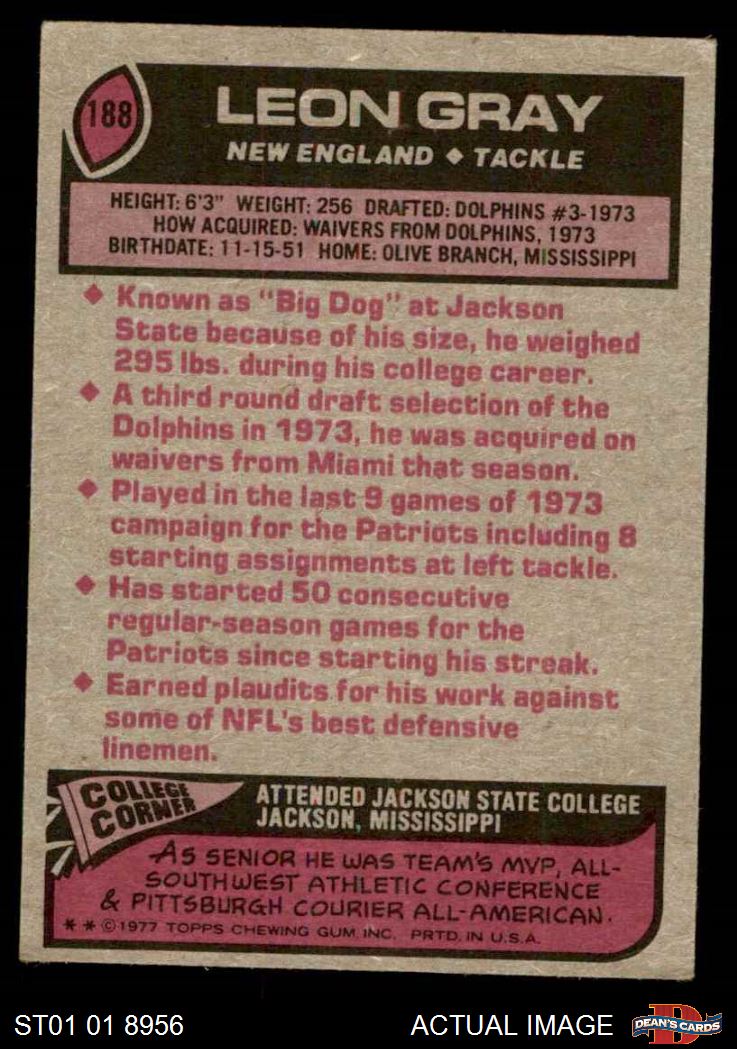 188
LEON GRAY
NEW ENGLAND ♦ TACKLE
HEIGHT: 6'3" WEIGHT: 256 DRAFTED: DOLPHINS #3-1973
HOW ACQUIRED: WAIVERS FROM DOLPHINS, 1973
BIRTHDATE: 11-15-51 HOME: OLIVE BRANCH, MISSISSIPPI
♦ Known as "Big Dog" at Jackson
State because of his size, he weighed
295 lbs. during his college career.
♦ A third round draft selection of the
Dolphins in 1973, he was acquired on
waivers from Miami that season.
♦ Played in the last 9 games of 1973
campaign for the Patriots including 8
starting assignments at left tackle.
♦ Has started 50 consecutive
regular-season games for the
Patriots since starting his streak.
♦ Earned plaudits for his work against
some of NFL's best defensive
linemen.
COLLEGE
CORNER
ATTENDED JACKSON STATE COLLEGE
JACKSON, MISSISSIPPI
AS SENIOR HE WAS TEAM'S MVP, ALL-
SOUTHWEST ATHLETIC CONFERENCE
& PITTSBURGH COURIER ALL-AMERICAN.
* * © 1977 TOPPS CHEWING GUM, INC. PRTD. IN U.S.A.
ST01 01 8956
ACTUAL IMAGE
D
DEAN'S CARDS